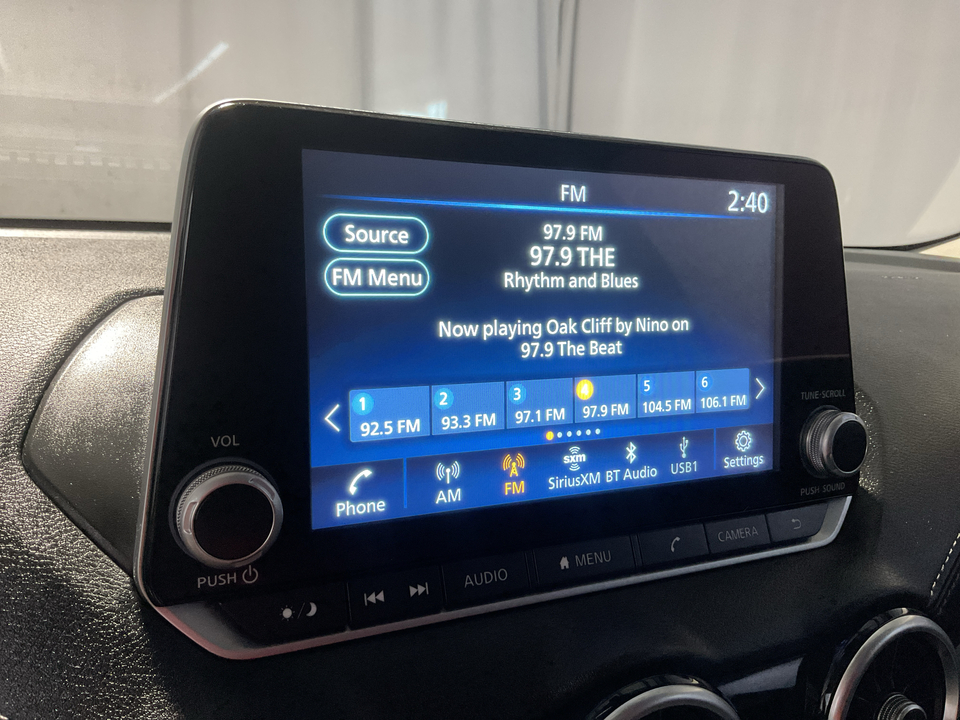 FM
2:40
Source
97.9 FM
97.9 THE
FM Menu
Rhythm and Blues
Now playing Oak Cliff by Nino on
97.9 The Beat
1
92.5 FM
2
93.3 FM
3
97.1 FM
4
97.9 FM
5
104.5 FM
6
106.1 FM
Phone
AM
FM
sxm
SiriusXM
BT Audio
USB1
Settings
VOL
PUSH
TUNE·SCROLL
PUSH SOUND
AUDIO
MENU
CAMERA